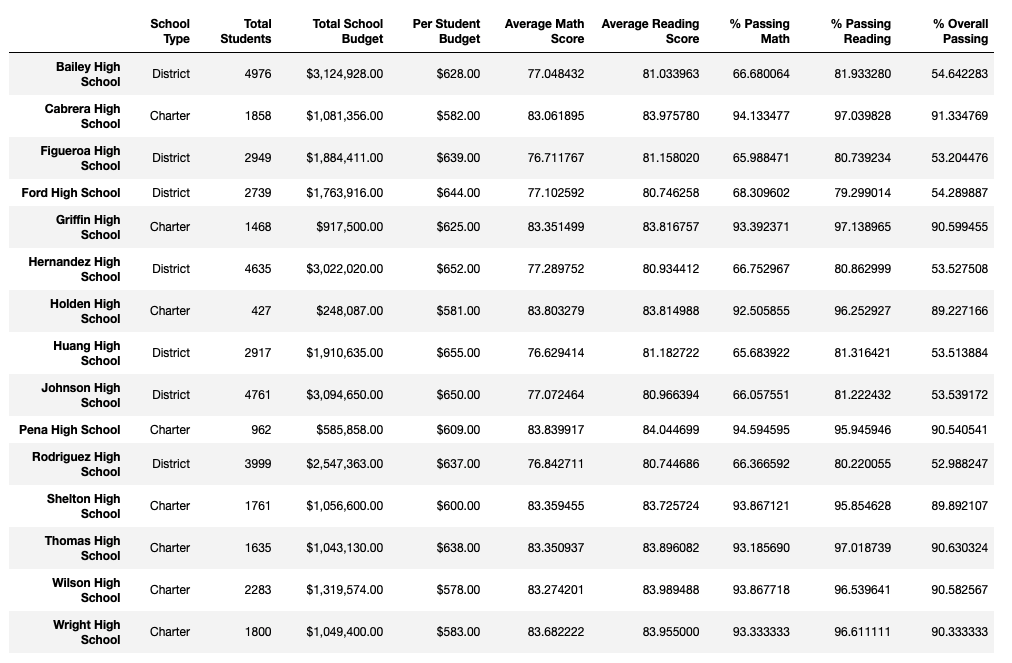 School Type Total Students Total School Budget Per Student Budget Average Math Score Average Reading Score % Passing Math % Passing Reading % Overall Passing
Bailey High School District 4976 $3,124,928.00 $628.00 77.048432 81.033963 66.680064 81.933280 54.642283
Cabrera High School Charter 1858 $1,081,356.00 $582.00 83.061895 83.975780 94.133477 97.039828 91.334769
Figueroa High School District 2949 $1,884,411.00 $639.00 76.711767 81.158020 65.988471 80.739234 53.204476
Ford High School District 2739 $1,763,916.00 $644.00 77.102592 80.746258 68.309602 79.299014 54.289887
Griffin High School Charter 1468 $917,500.00 $625.00 83.351499 83.816757 93.392371 97.138965 90.599455
Hernandez High School District 4635 $3,022,020.00 $652.00 77.289752 80.934412 66.752967 80.862999 53.527508
Holden High School Charter 427 $248,087.00 $581.00 83.803279 83.814988 92.505855 96.252927 89.227166
Huang High School District 2917 $1,910,635.00 $655.00 76.629414 81.182722 65.683922 81.316421 53.513884
Johnson High School District 4761 $3,094,650.00 $650.00 77.072464 80.966394 66.057551 81.222432 53.539172
Pena High School Charter 962 $585,858.00 $609.00 83.839917 84.044699 94.594595 95.945946 90.540541
Rodriguez High School District 3999 $2,547,363.00 $637.00 76.842711 80.744686 66.366592 80.220055 52.988247
Shelton High School Charter 1761 $1,056,600.00 $600.00 83.359455 83.725724 93.867121 95.854628 89.892107
Thomas High School Charter 1635 $1,043,130.00 $638.00 83.350937 83.896082 93.185690 97.018739 90.630324
Wilson High School Charter 2283 $1,319,574.00 $578.00 83.274201 83.989488 93.867718 96.539641 90.582567
Wright High School Charter 1800 $1,049,400.00 $583.00 83.682222 83.955000 93.333333 96.611111 90.333333